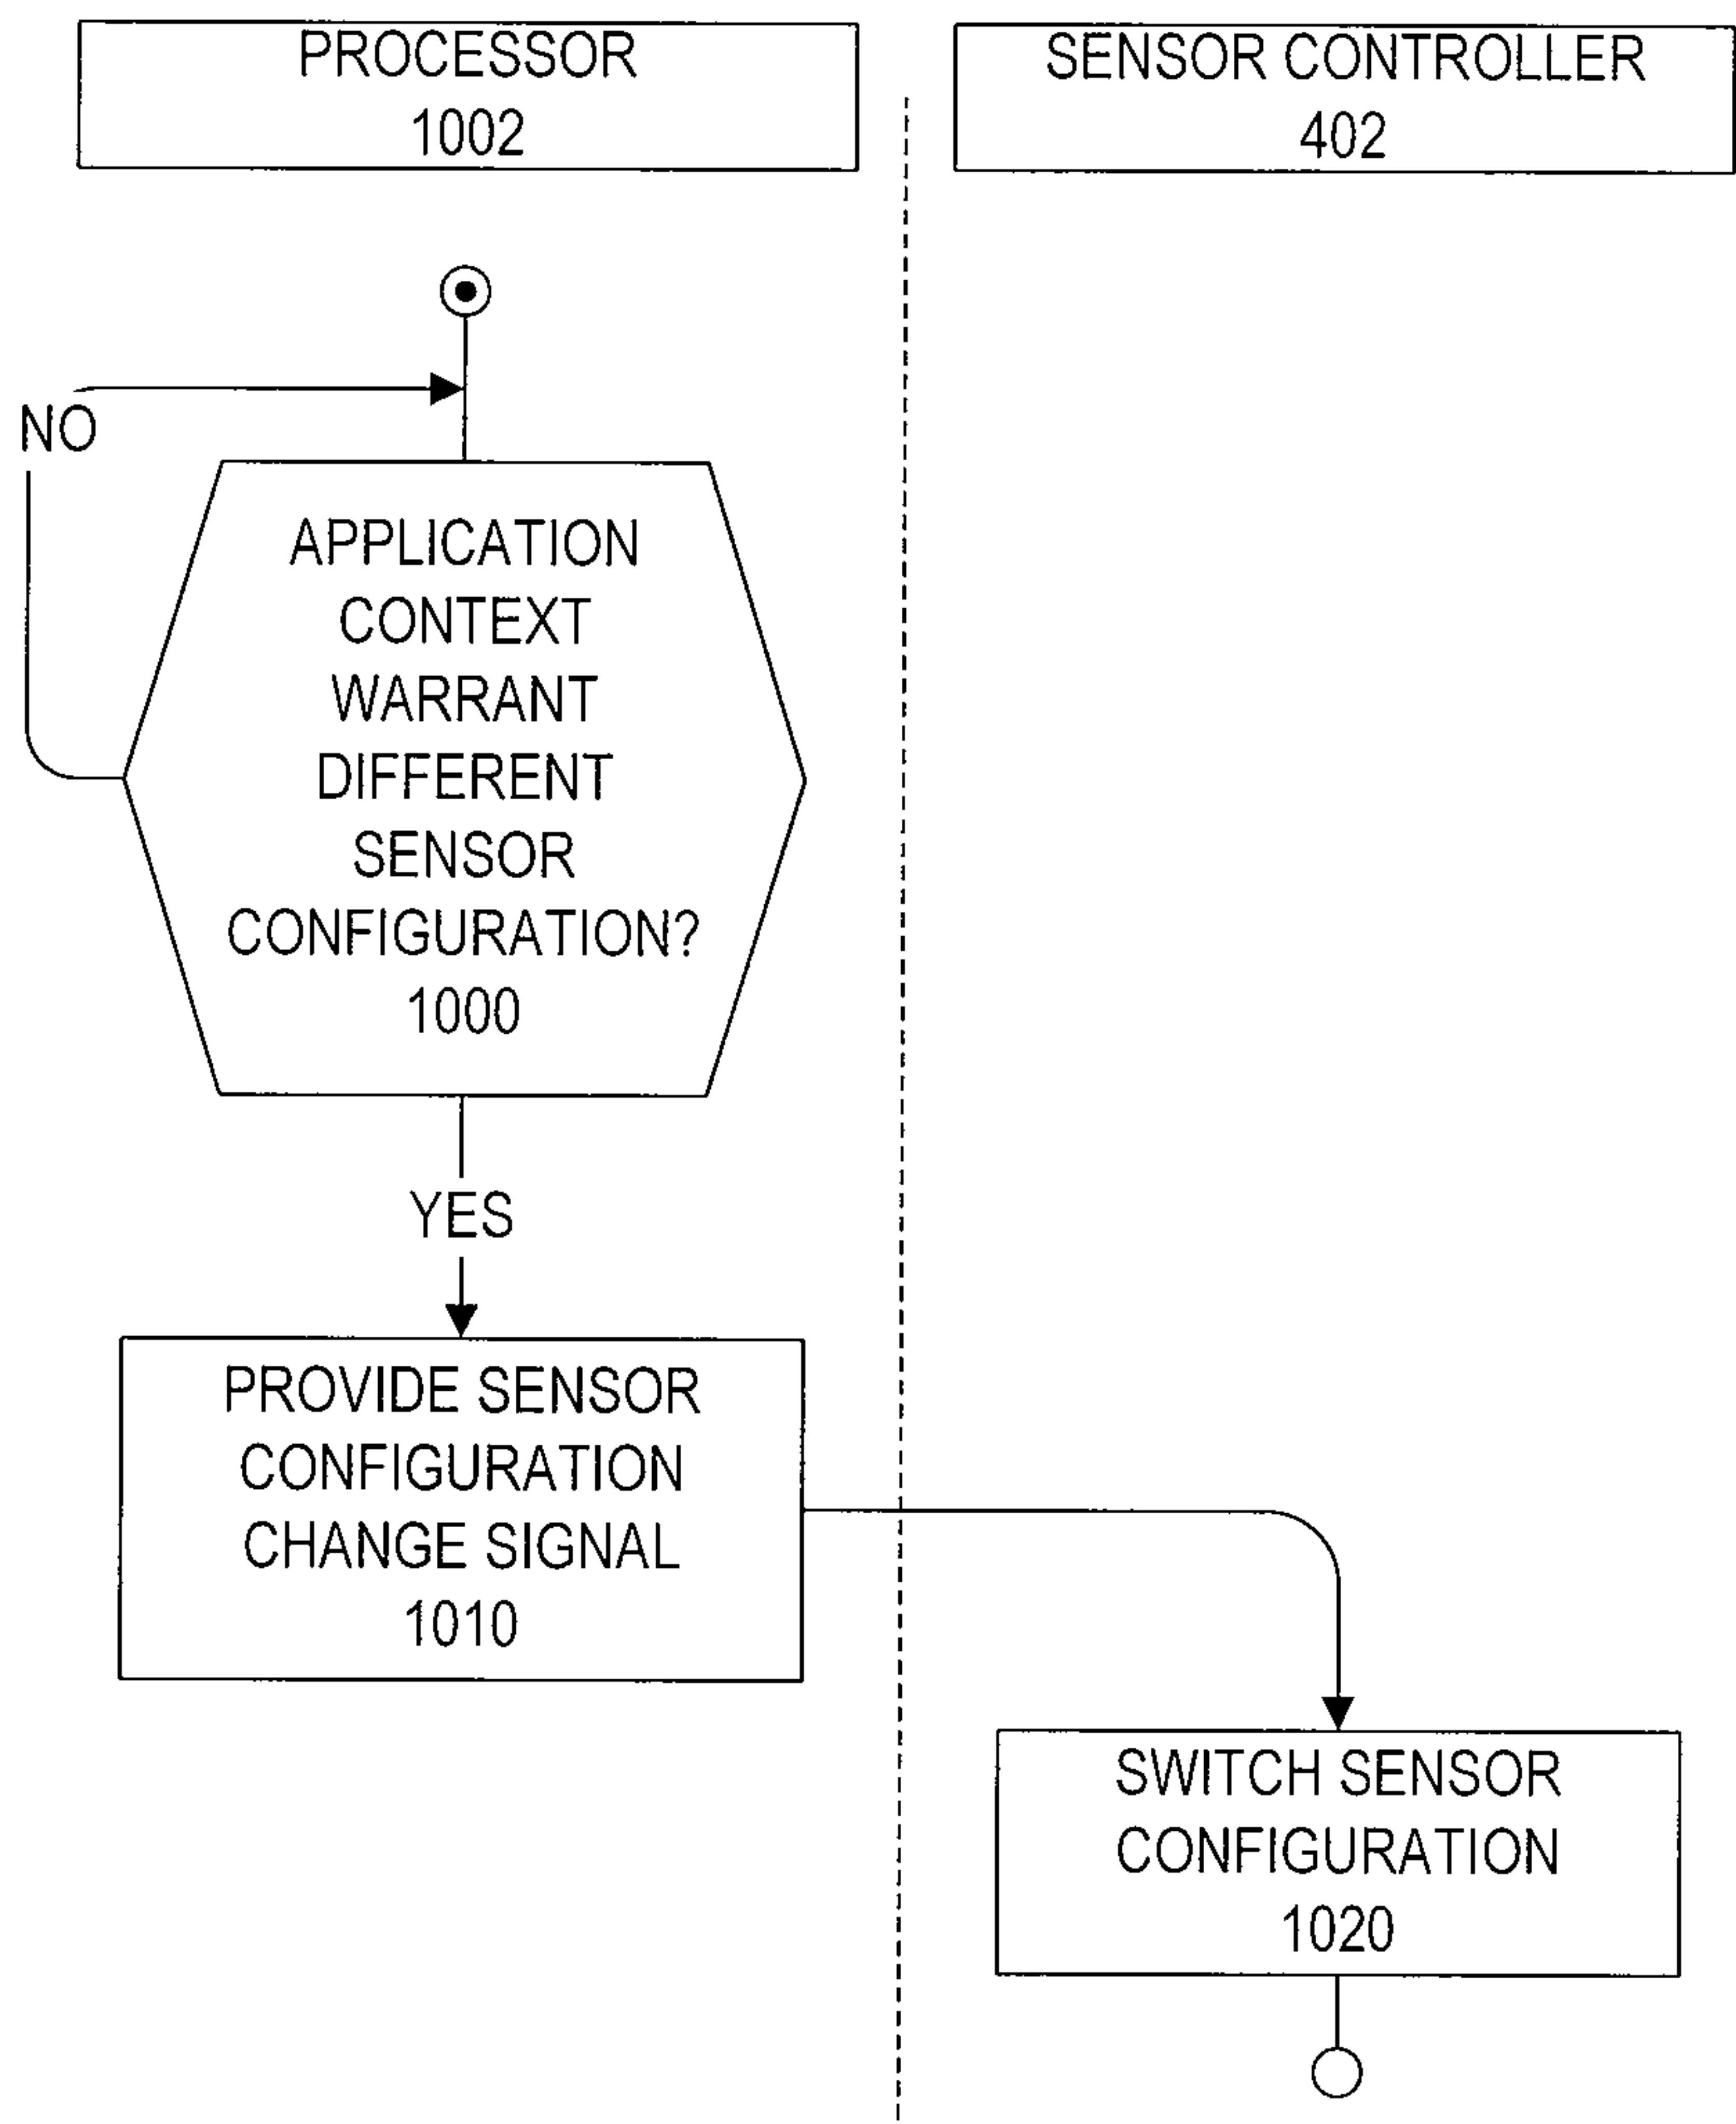 PROCESSOR
1002
SENSOR CONTROLLER
402
NO
APPLICATION
CONTEXT
WARRANT
DIFFERENT
SENSOR
CONFIGURATION?
1000
YES
PROVIDE SENSOR
CONFIGURATION
CHANGE SIGNAL
1010
SWITCH SENSOR
CONFIGURATION
1020